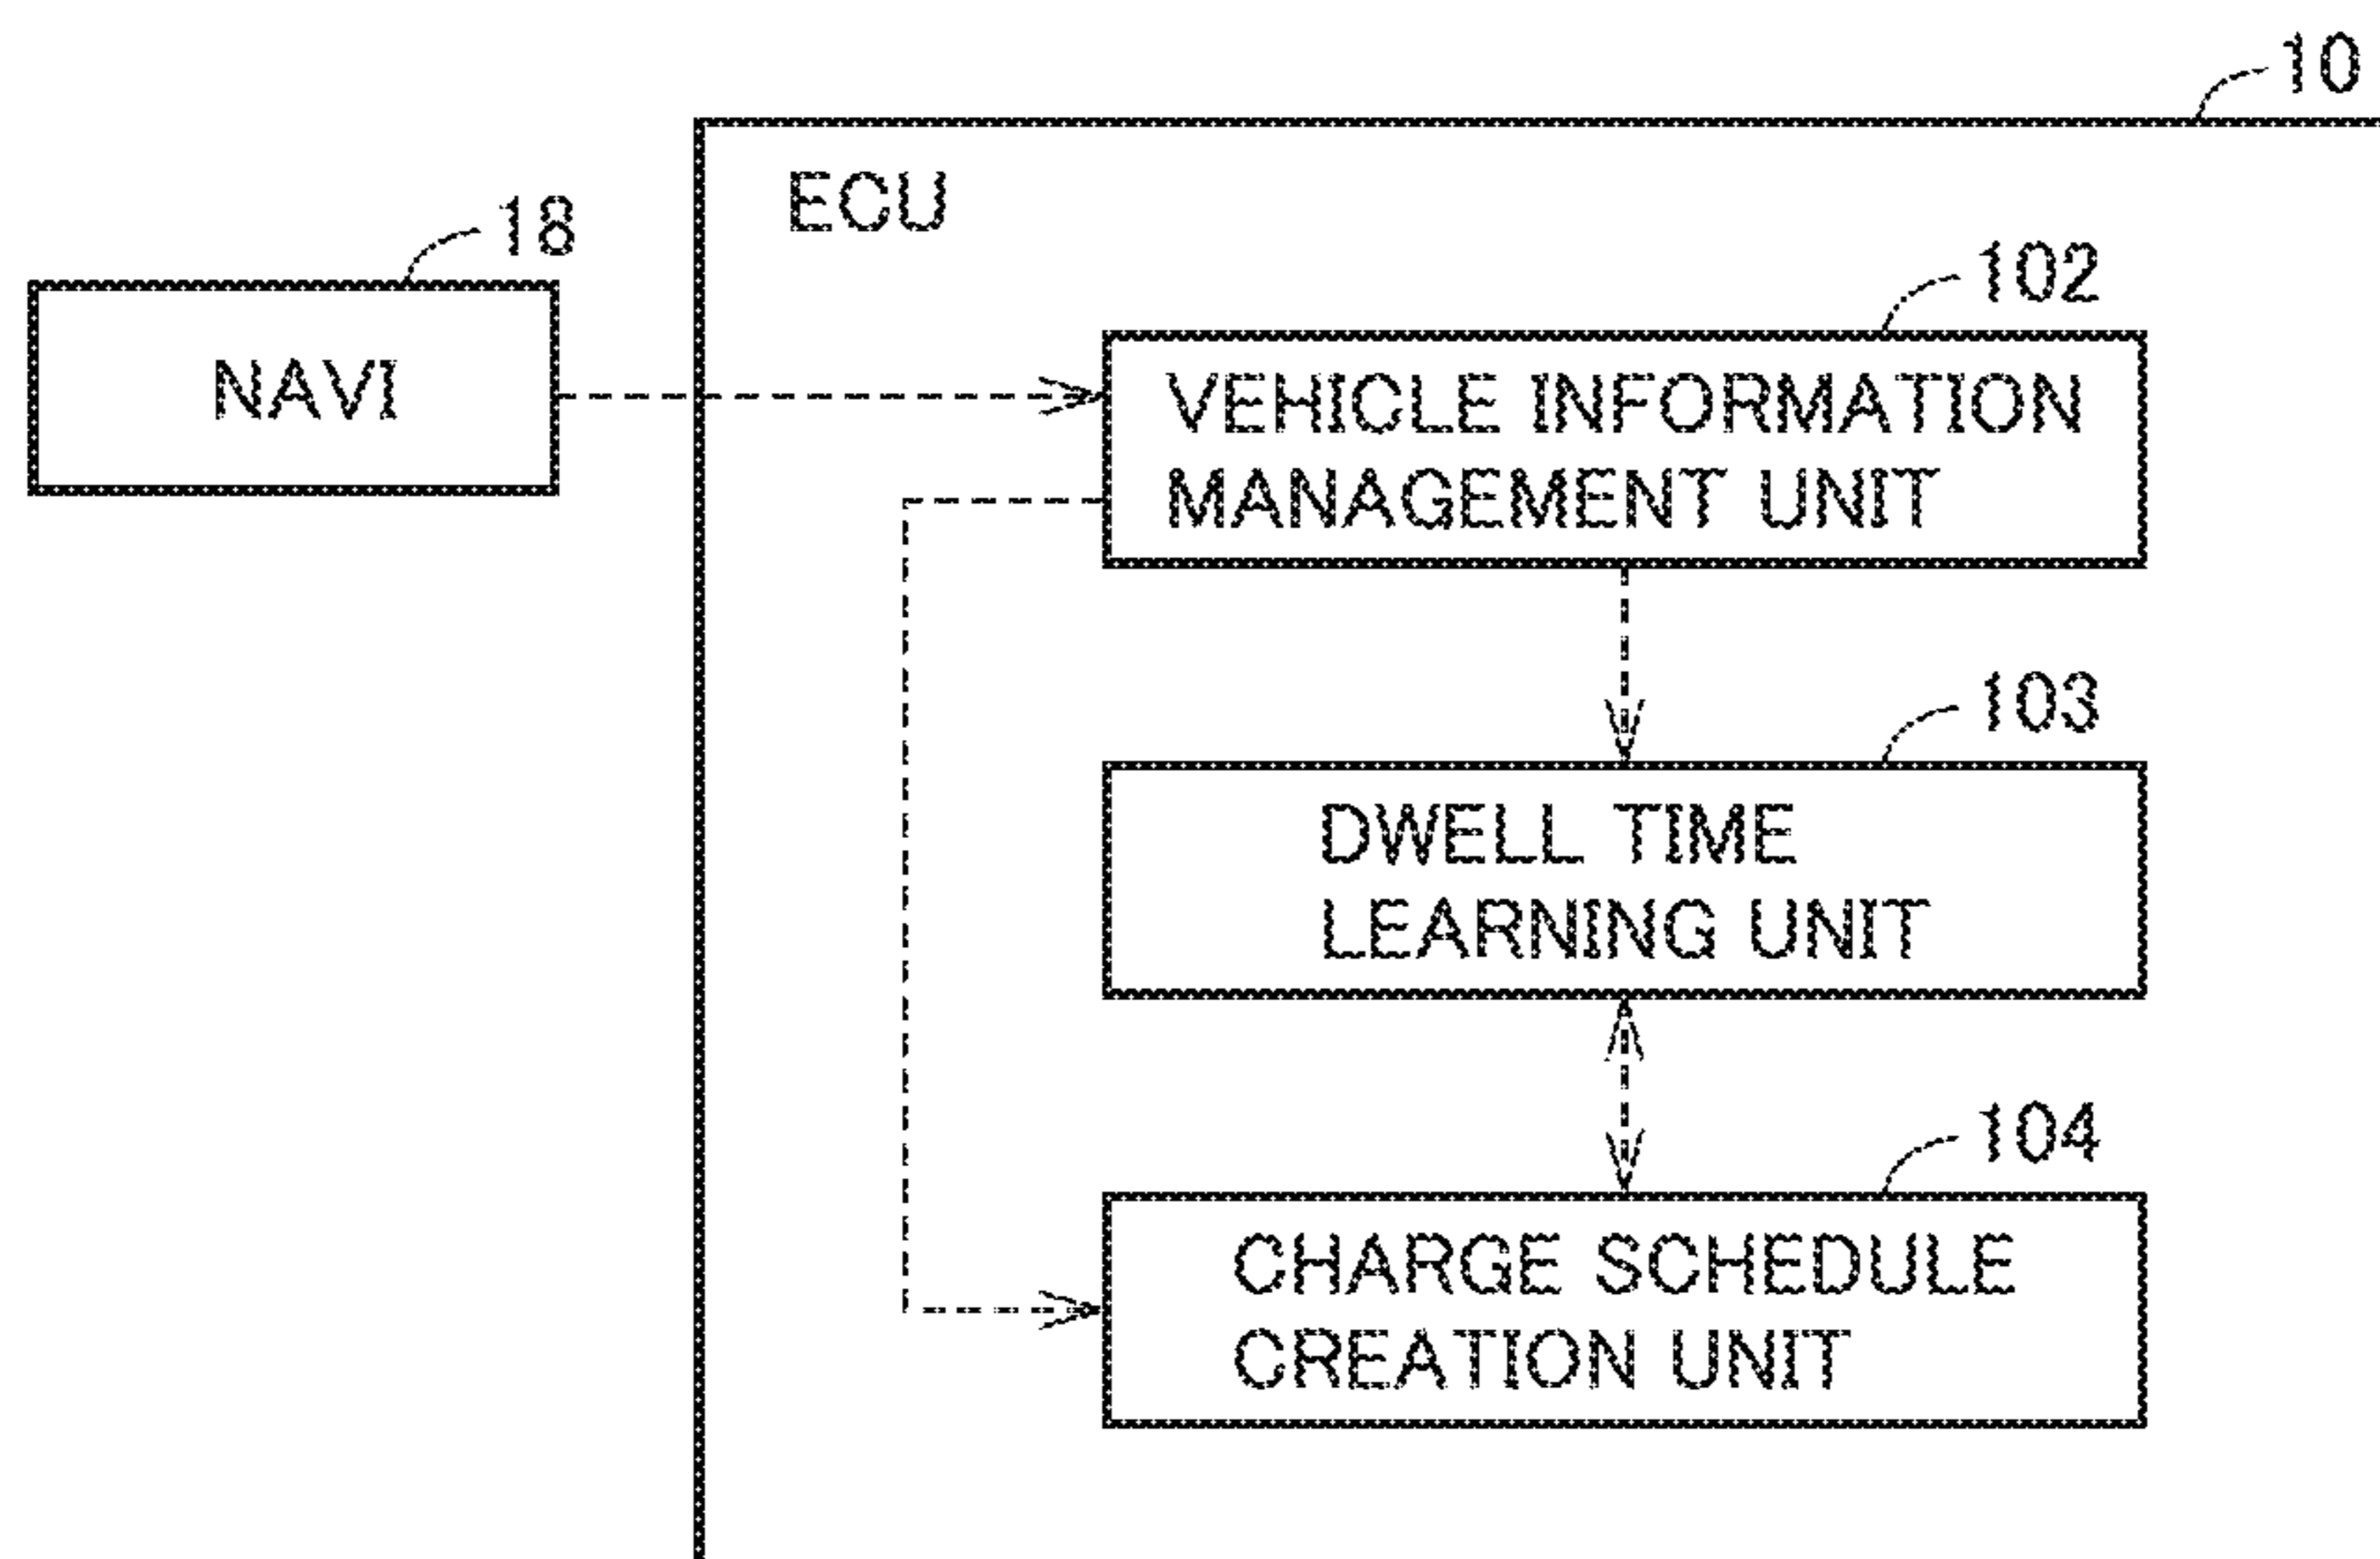 10
ECU
18
NAVI
102
VEHICLE INFORMATION
MANAGEMENT UNIT
103
DWELL TIME
LEARNING UNIT
104
CHARGE SCHEDULE
CREATION UNIT